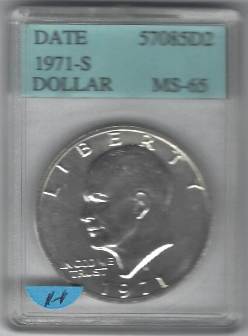 DATE 57085D2
1971-S
DOLLAR MS-65
LIBERTY
IN GOD WE
TRUST
1971